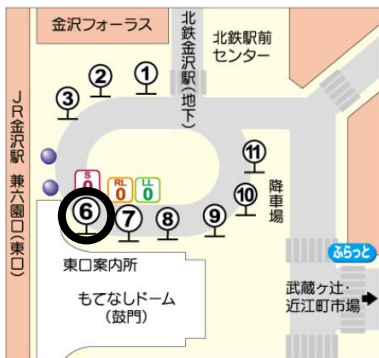 金沢フォーラス
北鉄駅前
センター
北鉄金沢駅(地下)
JR金沢駅 兼六園口(東口)
①
②
③
S
0
RL
0
LL
0
⑥
⑦
⑧
⑨
⑩
⑪
降車場
東口案内所
もてなしドーム
(鼓門)
ふらっと
武蔵ヶ辻・
近江町市場